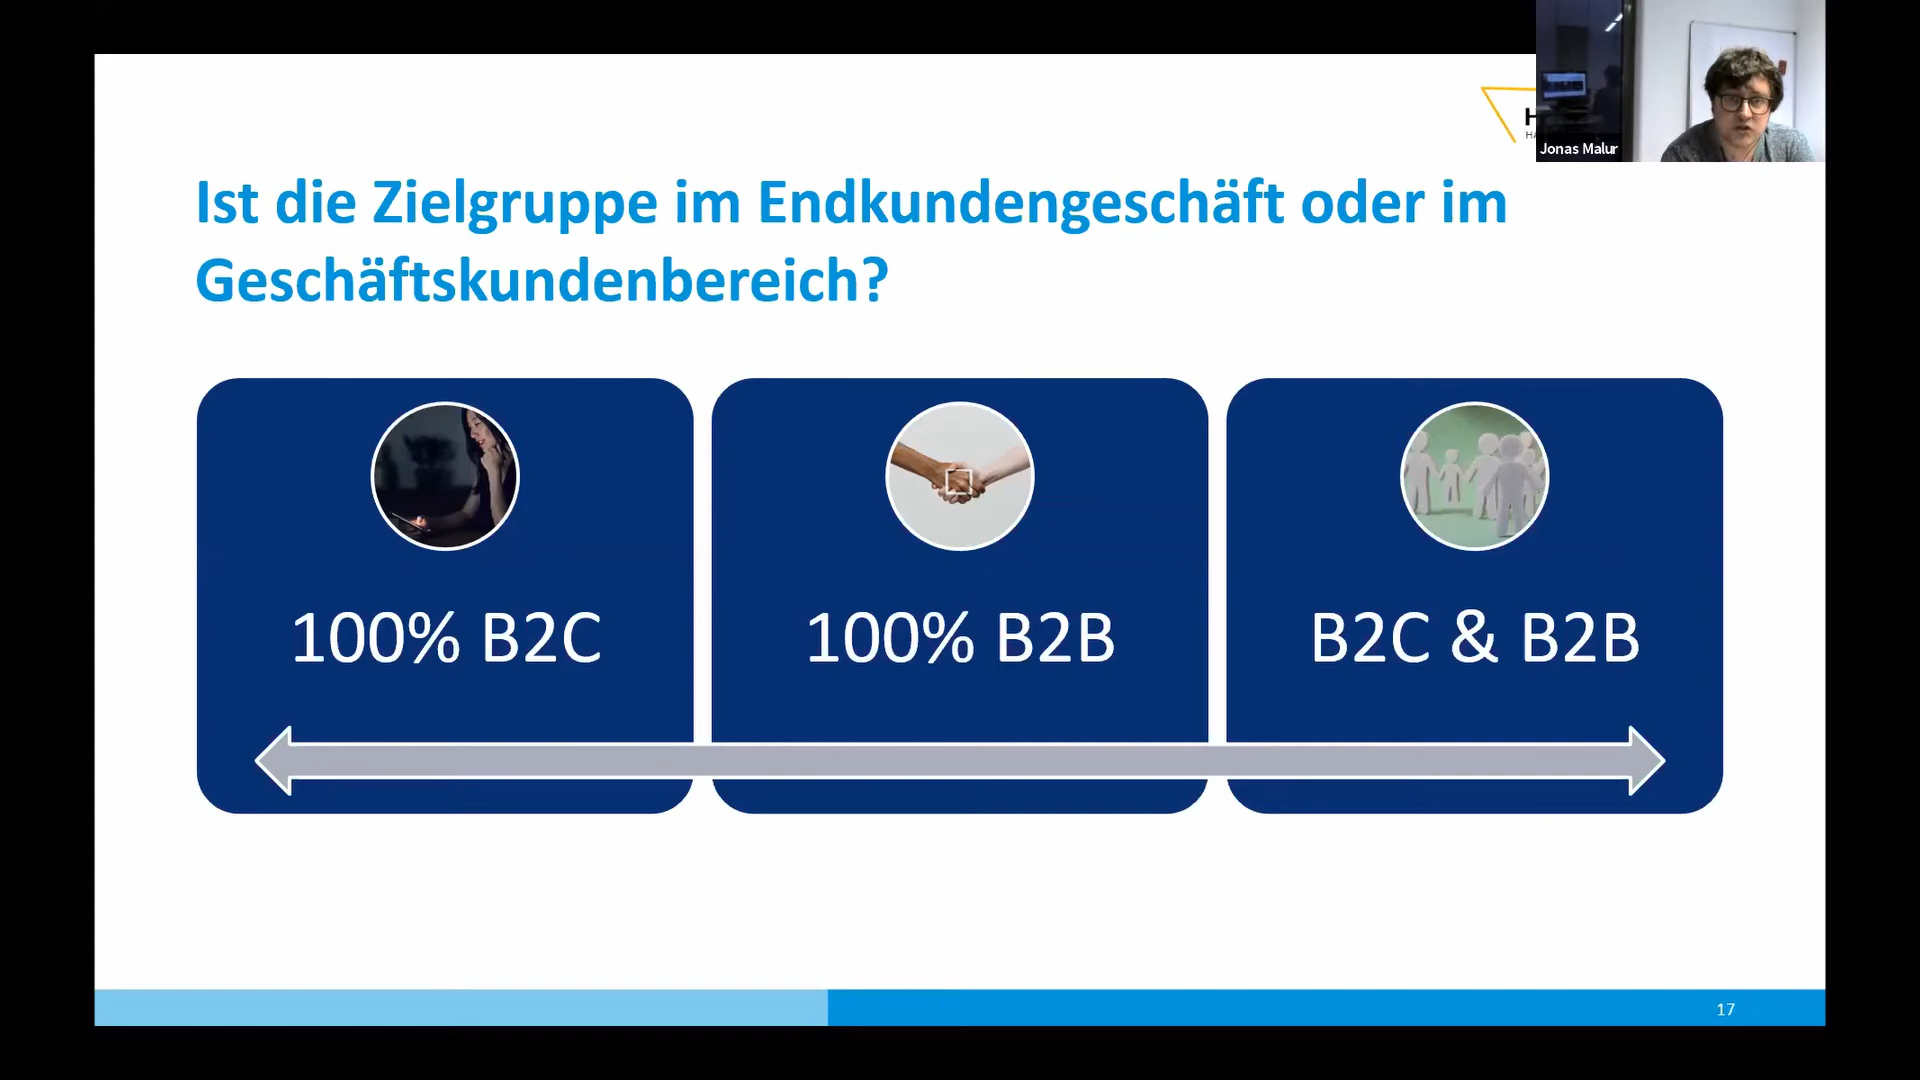 Jonas Malur
Ist die Zielgruppe im Endkundengeschäft oder im
Geschäftskundenbereich?
100% B2C
100% B2B
B2C & B2B
17